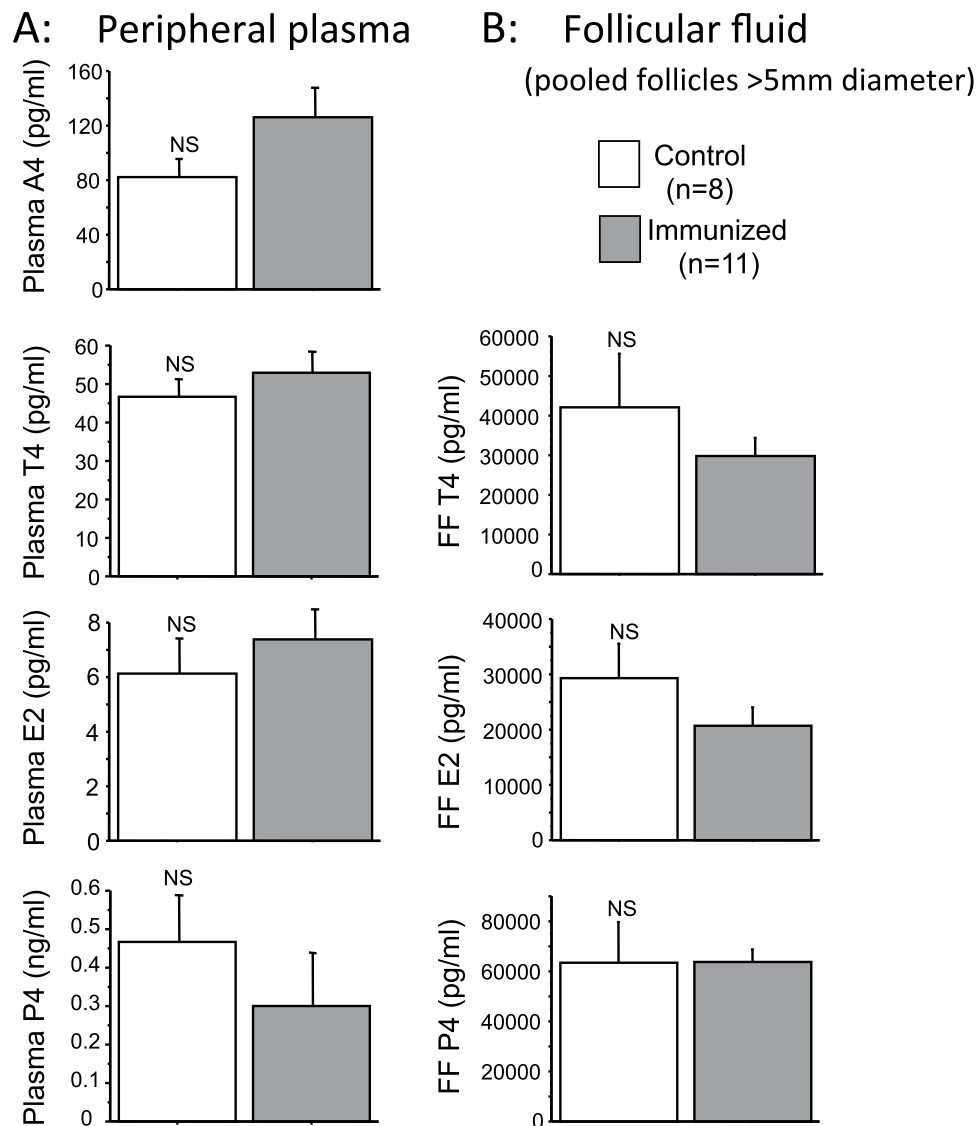 A: Peripheral plasma
B: Follicular fluid
(pooled follicles >5mm diameter)
Control
(n=8)
Immunized
(n=11)
Plasma A4 (pg/ml)
160
120
80
40
0
NS
Plasma T4 (pg/ml)
60
50
40
30
20
10
0
NS
Plasma E2 (pg/ml)
8
6
4
2
0
NS
Plasma P4 (ng/ml)
0.6
0.5
0.4
0.3
0.2
0.1
0
NS
FF T4 (pg/ml)
60000
50000
40000
30000
20000
10000
0
NS
FF E2 (pg/ml)
40000
30000
20000
10000
0
NS
FF P4 (pg/ml)
80000
60000
40000
20000
0
NS